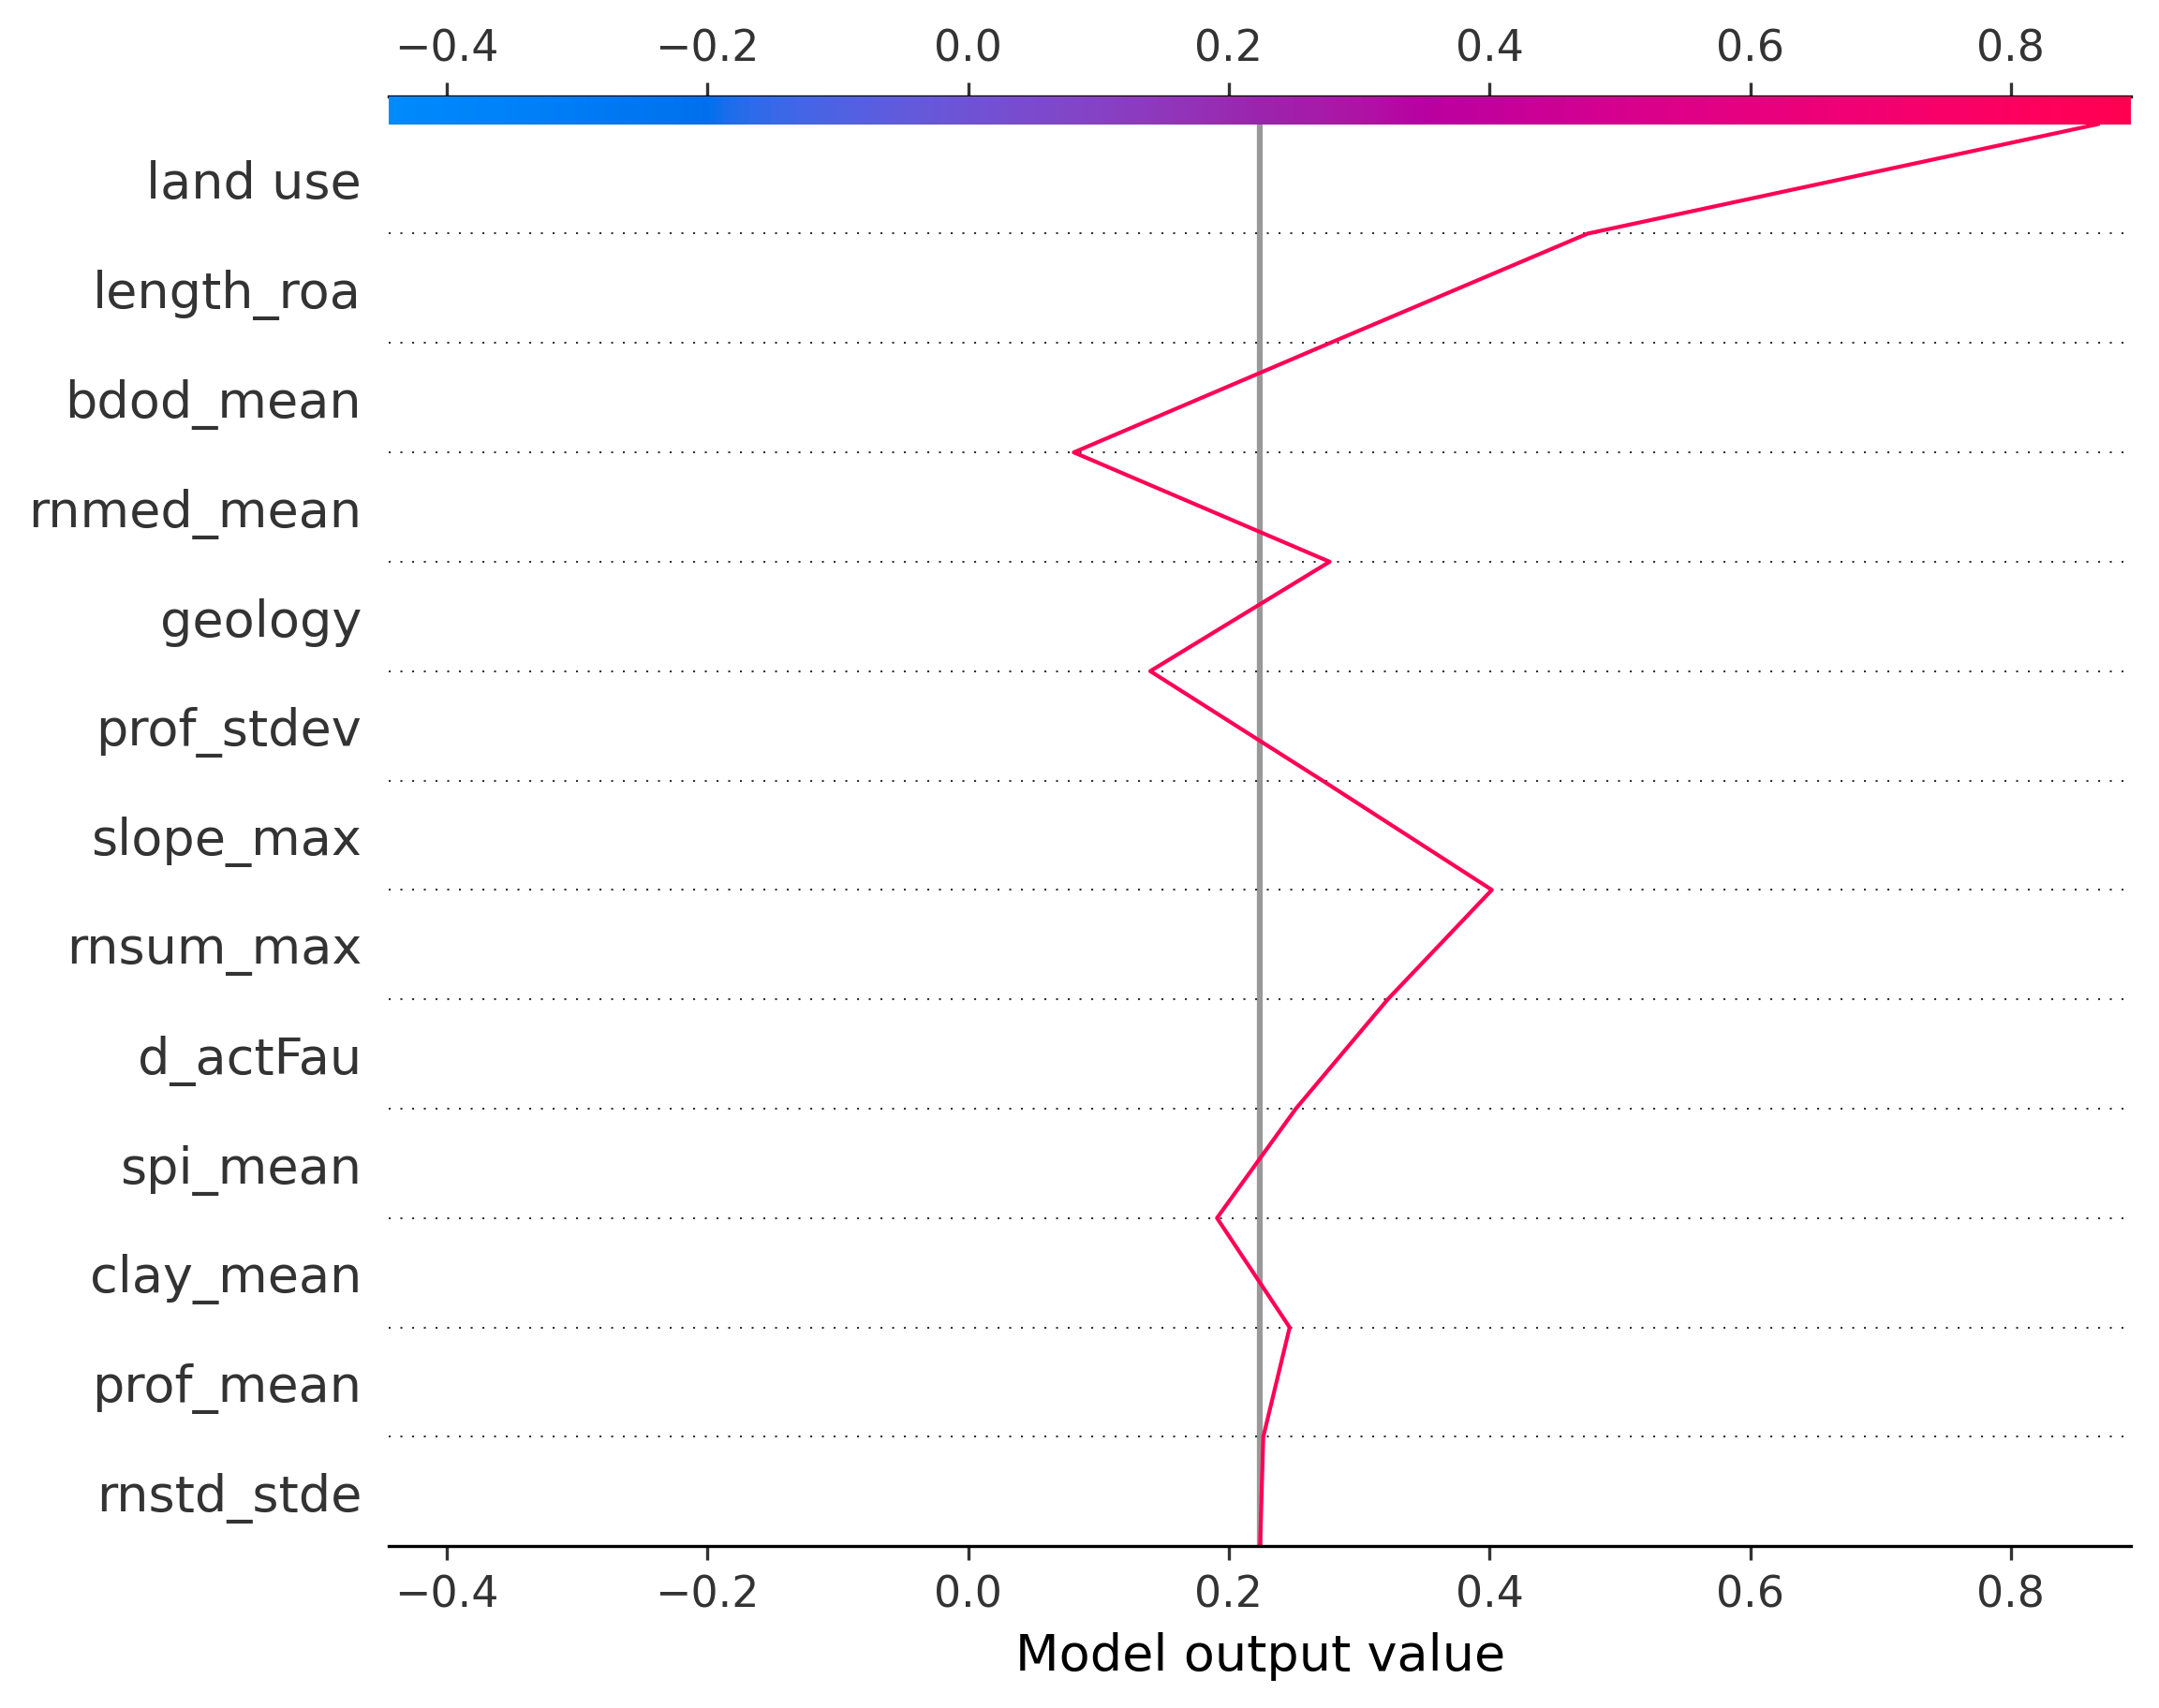 −0.4 −0.2 0.0 0.2 0.4 0.6 0.8
land use
length_roa
bdod_mean
rnmed_mean
geology
prof_stdev
slope_max
rnsum_max
d_actFau
spi_mean
clay_mean
prof_mean
rnstd_stde
−0.4 −0.2 0.0 0.2 0.4 0.6 0.8
Model output value